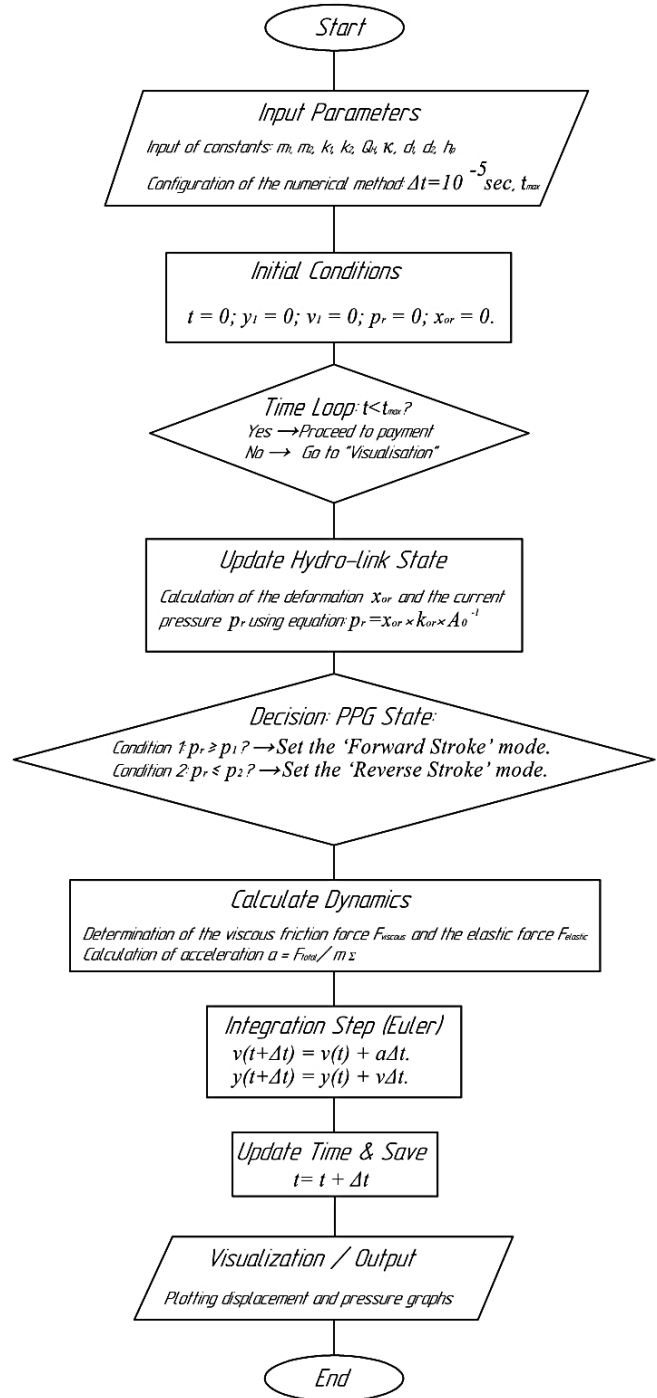 Start
Input Parameters
Input of constants: m₁, m₂, k₁, k₂, Qₙ, κ, d₁, d₂, hₚ
Configuration of the numerical method: Δt=10⁻⁵sec, tₘₐₓ
Initial Conditions
t = 0; y₁ = 0; v₁ = 0; pᵣ = 0; xₒᵣ = 0.
Time Loop: t<tₘₐₓ?
Yes →Proceed to payment
No → Go to "Visualisation"
Update Hydro-link State
Calculation of the deformation xₒᵣ and the current
pressure pᵣ using equation: pᵣ=xₒᵣ×kₒᵣ×A₀⁻¹
Decision: PPG State:
Condition 1: pᵣ ≥ p₁? →Set the ‘Forward Stroke’ mode.
Condition 2: pᵣ ≤ p₂? →Set the ‘Reverse Stroke’ mode.
Calculate Dynamics
Determination of the viscous friction force Fviscous and the elastic force Felastic
Calculation of acceleration a = Ftotal/ m Σ
Integration Step (Euler)
v(t+Δt) = v(t) + aΔt.
y(t+Δt) = y(t) + vΔt.
Update Time & Save
t= t + Δt
Visualization / Output
Plotting displacement and pressure graphs
End